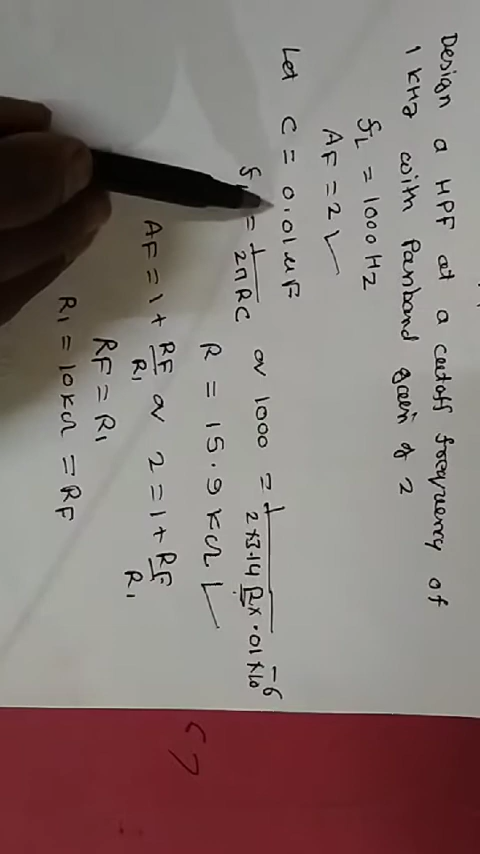 Design a HPF at a cutoff frequency of
1 KHz with Passband gain of 2
fL = 1000 Hz
AF = 2 ✓
Let C = 0.01 μF
f = 1/2πRC or 1000 = 1/2×3.14 R× .01×10⁻⁶
R = 15.9 KΩ ✓
AF = 1 + RF/R1 or 2 = 1 + RF/R1
RF = R1
R1 = 10 KΩ = RF